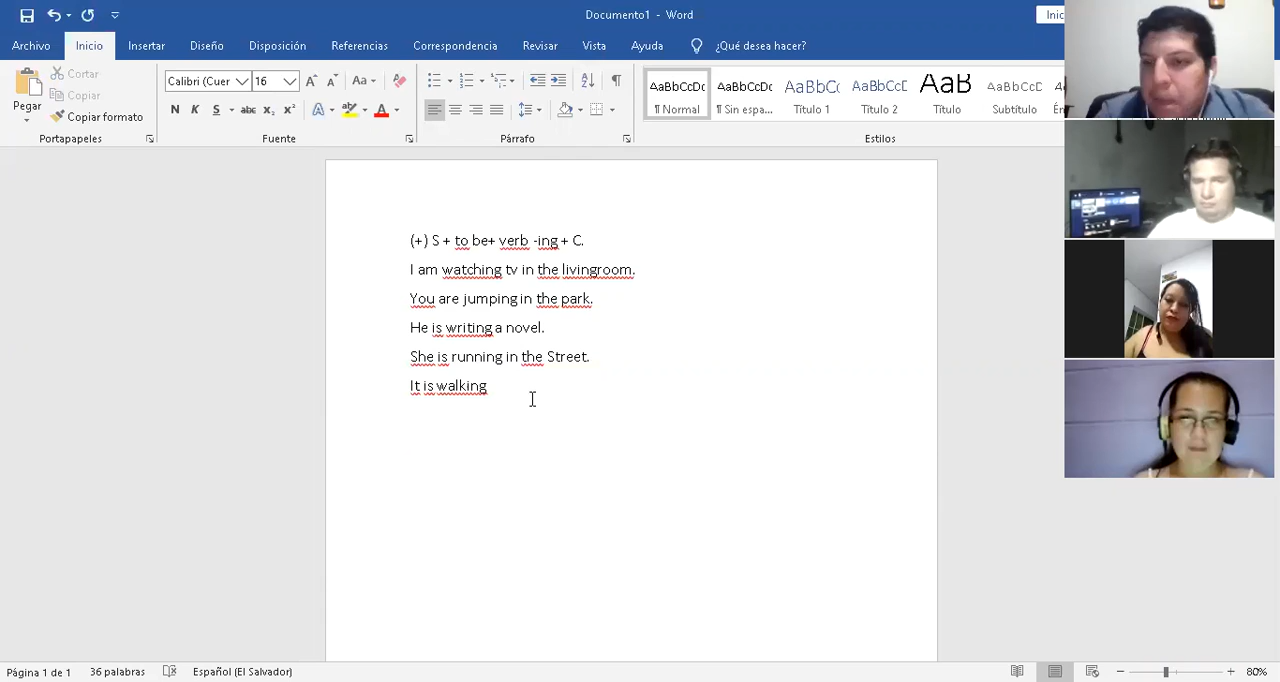 Documento1 - Word
Inic
Archivo Inicio Insertar Diseño Disposición Referencias Correspondencia Revisar Vista Ayuda ¿Qué desea hacer?
Pegar
Cortar
Copiar
Copiar formato
Portapapeles
Calibri (Cuer 16
Fuente
Párrafo
AaBbCcDc AaBbCcDc AaBbCc AaBbCcD AaB AaBbCcD
¶ Normal ¶ Sin espa... Título 1 Título 2 Título Subtítulo
Estilos
(+) S + to be+ verb -ing + C.
I am watching tv in the livingroom.
You are jumping in the park.
He is writing a novel.
She is running in the Street.
It is walking
Página 1 de 1 36 palabras Español (El Salvador) 80%